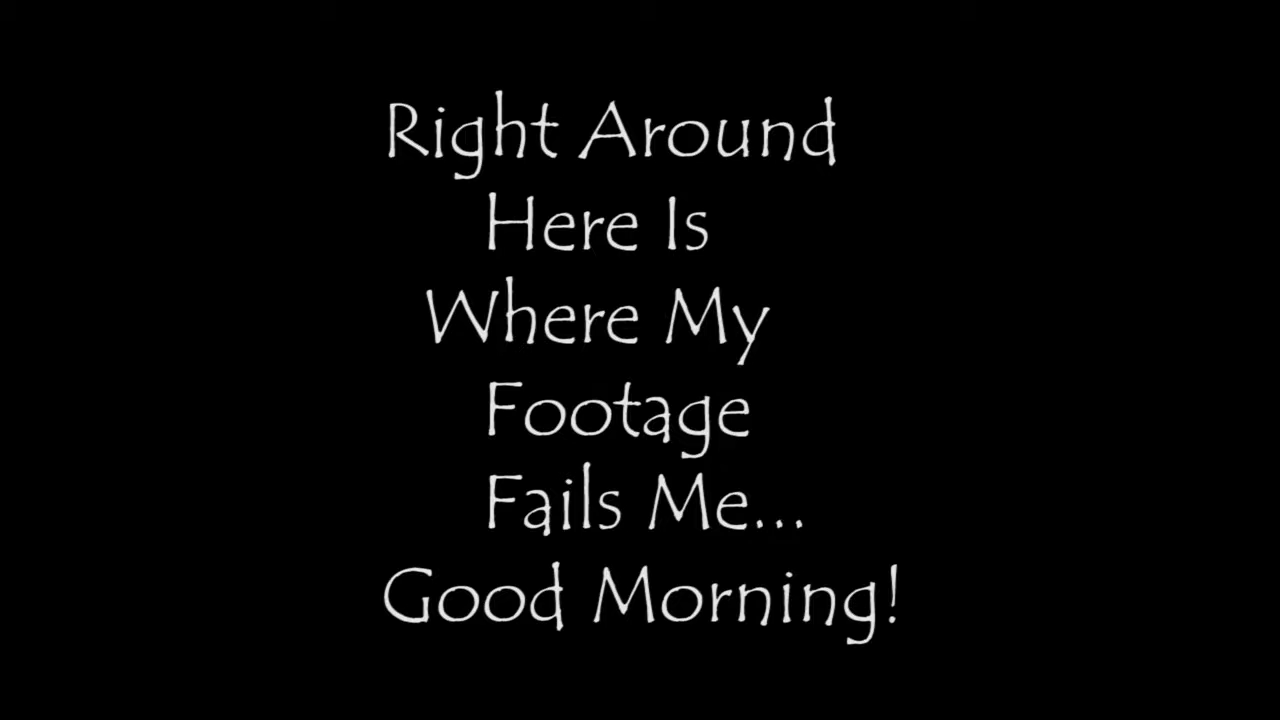 Right Around
Here Is
Where My
Footage
Fails Me...
Good Morning!